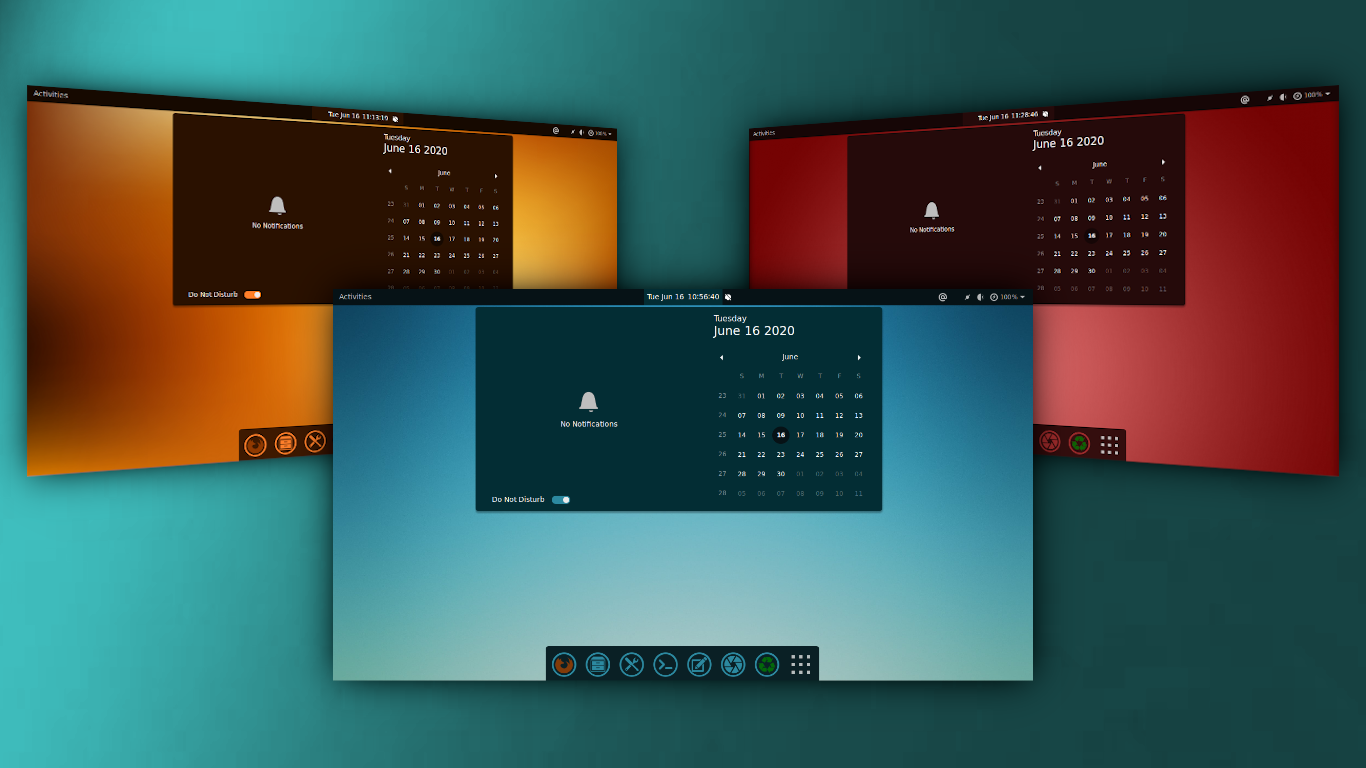 Activities
Tue Jun 16 11:13:19
100%
Tuesday
June 16 2020
June
S M T W T F S
23 31 01 02 03 04 05 06
24 07 08 09 10 11 12 13
25 14 15 16 17 18 19 20
26 21 22 23 24 25 26 27
27 28 29 30 01 02 03 04
No Notifications
Do Not Disturb
Activities
Tue Jun 16 11:28:46
100%
Tuesday
June 16 2020
June
S M T W T F S
23 31 01 02 03 04 05 06
24 07 08 09 10 11 12 13
25 14 15 16 17 18 19 20
26 21 22 23 24 25 26 27
27 28 29 30 01 02 03 04
28 05 06 07 08 09 10 11
No Notifications
Activities
Tue Jun 16 10:56:40
100%
Tuesday
June 16 2020
June
S M T W T F S
23 31 01 02 03 04 05 06
24 07 08 09 10 11 12 13
25 14 15 16 17 18 19 20
26 21 22 23 24 25 26 27
27 28 29 30 01 02 03 04
28 05 06 07 08 09 10 11
No Notifications
Do Not Disturb